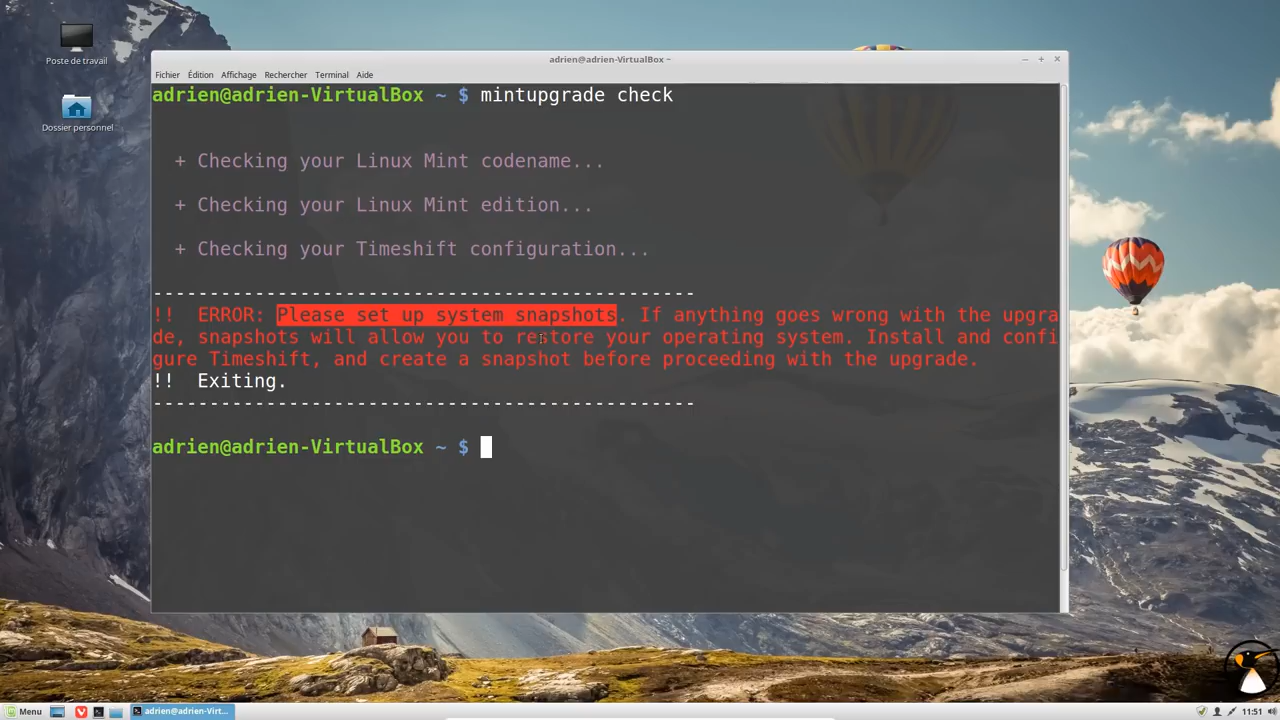 Poste de travail
Dossier personnel
adrien@adrien-VirtualBox ~
Fichier Édition Affichage Rechercher Terminal Aide
adrien@adrien-VirtualBox ~ $ mintupgrade check
+ Checking your Linux Mint codename...
+ Checking your Linux Mint edition...
+ Checking your Timeshift configuration...
-----------------------------------------------
!!  ERROR: Please set up system snapshots. If anything goes wrong with the upgra
de, snapshots will allow you to restore your operating system. Install and confi
gure Timeshift, and create a snapshot before proceeding with the upgrade.
!!  Exiting.
-----------------------------------------------
adrien@adrien-VirtualBox ~ $
Menu adrien@adrien-Virt... 11:51